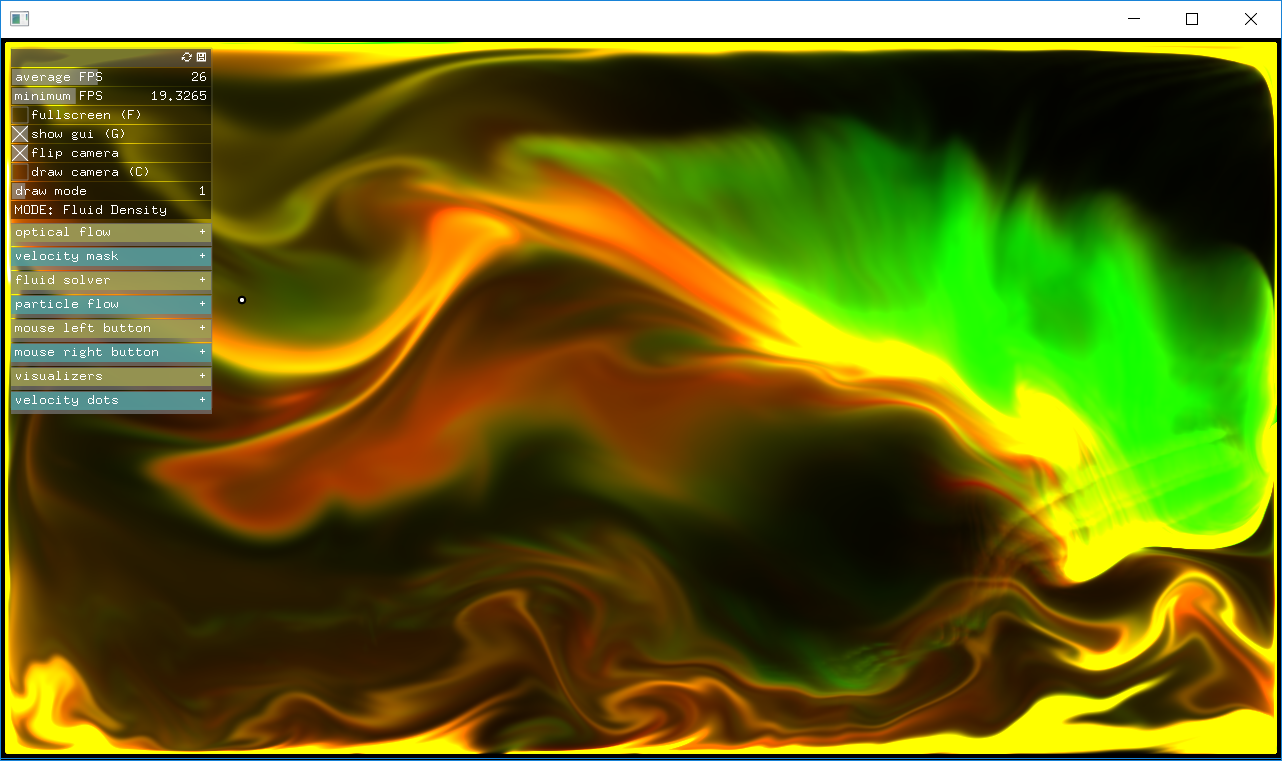 average FPS 26
minimum FPS 19.3265
fullscreen (F)
show gui (G)
flip camera
draw camera (C)
draw mode 1
MODE: Fluid Density
optical flow +
velocity mask +
fluid solver +
particle flow +
mouse left button +
mouse right button +
visualizers +
velocity dots +